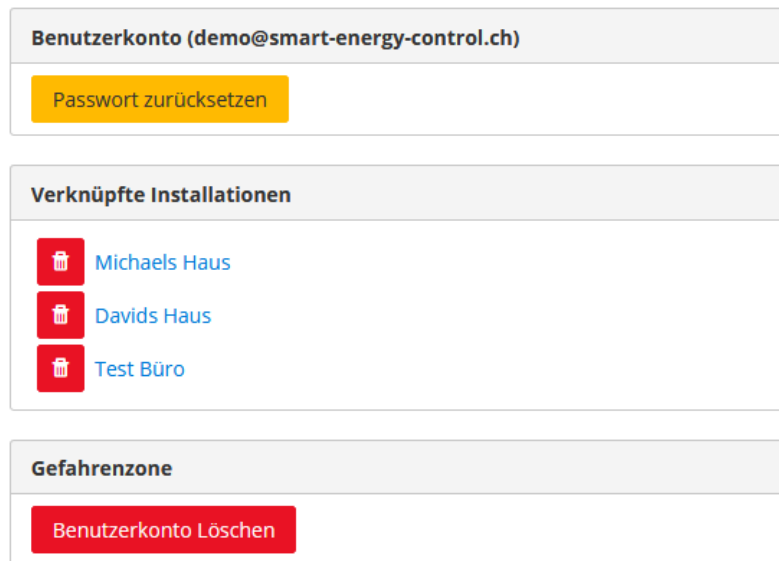 Benutzerkonto (demo@smart-energy-control.ch)
Passwort zurücksetzen
Verknüpfte Installationen
Michaels Haus
Davids Haus
Test Büro
Gefahrenzone
Benutzerkonto Löschen